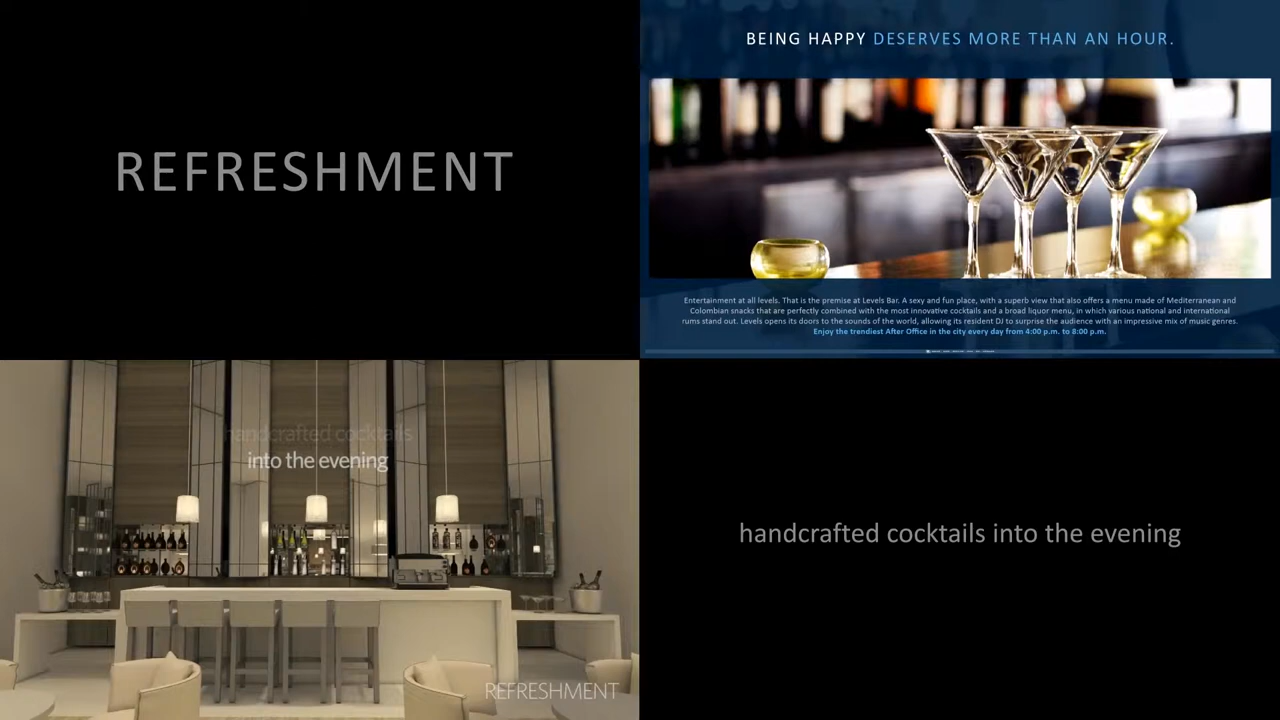 REFRESHMENT
BEING HAPPY DESERVES MORE THAN AN HOUR.
Entertainment at all levels. That is the premise at Levels Bar. A sexy and fun place, with a superb view that also offers a menu made of Mediterranean and
Colombian snacks that are perfectly combined with the most innovative cocktails and a broad liquor menu, in which various national and international
rums stand out. Levels opens its doors to the sounds of the world, allowing its resident DJ to surprise the audience with an impressive mix of music genres.
Enjoy the trendiest After Office in the city every day from 4:00 p.m. to 8:00 p.m.
handcrafted cocktails
into the evening
REFRESHMENT
handcrafted cocktails into the evening